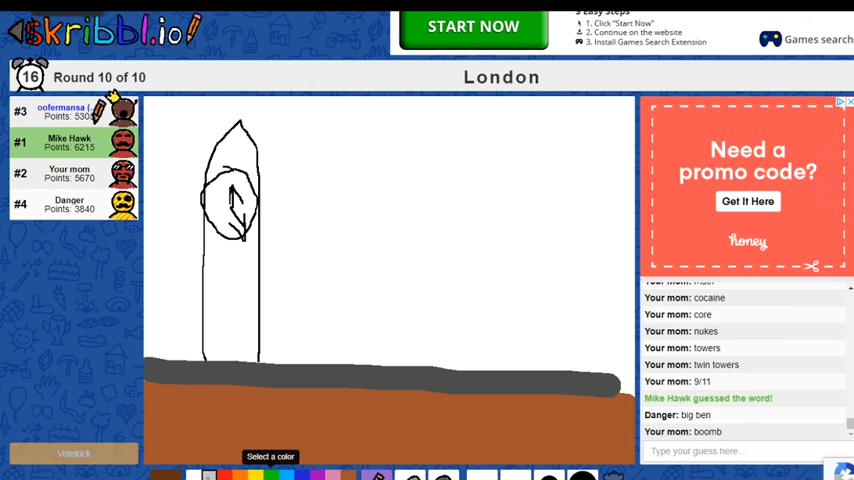 skribbl.io
START NOW
3 Easy Steps
1. Click "Start Now"
2. Continue on the website
3. Install Games Search Extension
Games search
16
Round 10 of 10
London
#3
oofermansa (...
Points: 5305
#1
Mike Hawk
Points: 6215
#2
Your mom
Points: 5670
#4
Danger
Points: 3840
Need a
promo code?
Get It Here
honey
Your mom: math
Your mom: cocaine
Your mom: core
Your mom: nukes
Your mom: towers
Your mom: twin towers
Your mom: 9/11
Mike Hawk guessed the word!
Danger: big ben
Your mom: boomb
Type your guess here...
Votekick
Select a color